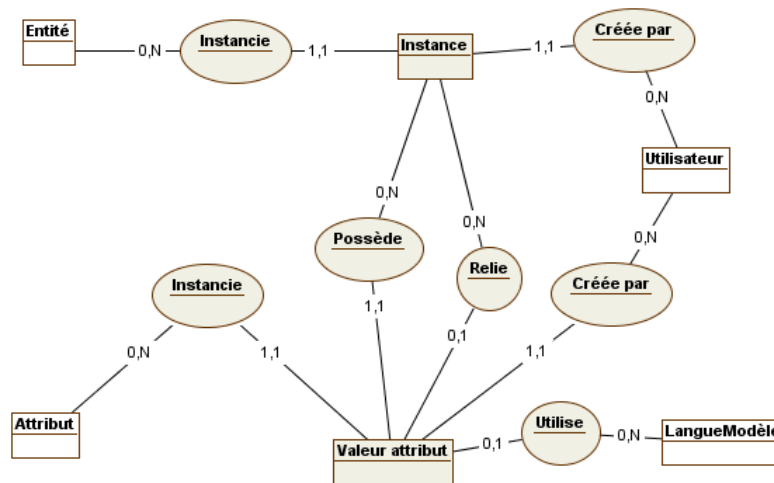 Entité
0,N
Instancie
1,1
Instance
1,1
Créée par
0,N
Utilisateur
0,N
0,N
Possède
Relie
0,N
Créée par
Instancie
1,1
0,1
0,N
1,1
1,1
Attribut
Valeur attribut
0,1
Utilise
0,N
LangueModèle